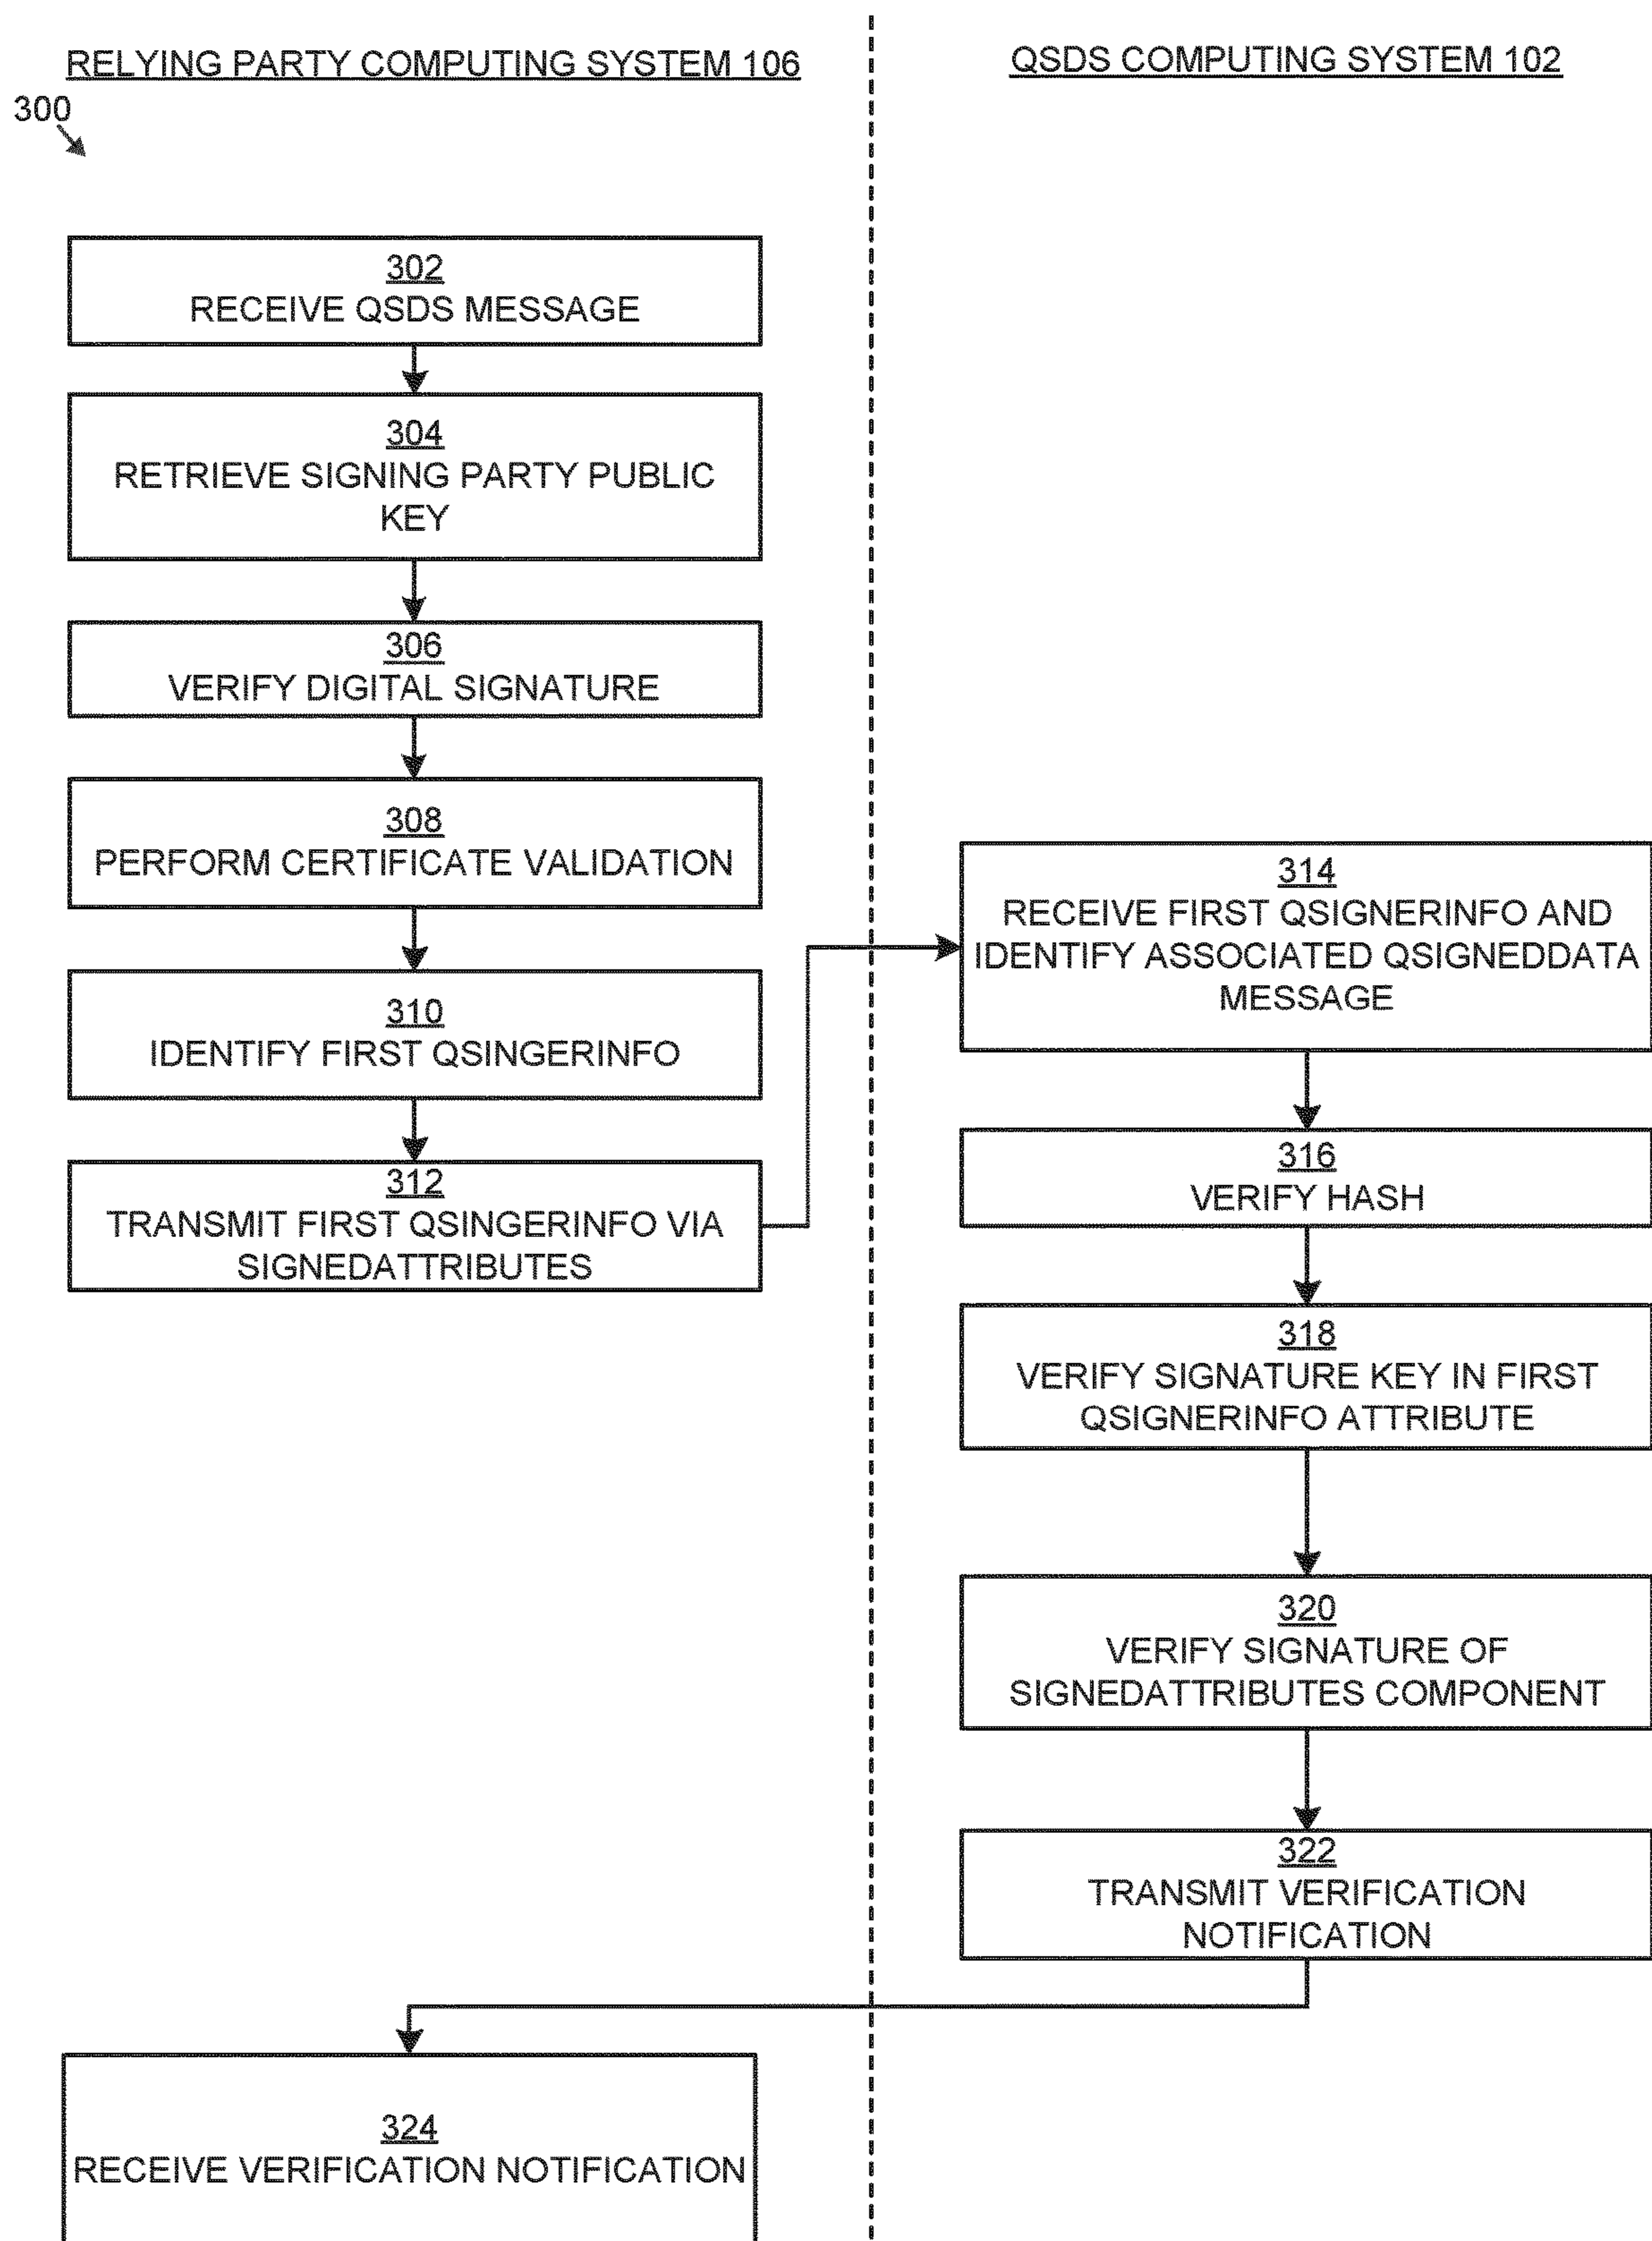 RELYING PARTY COMPUTING SYSTEM 106
QSDS COMPUTING SYSTEM 102
300
302
RECEIVE QSDS MESSAGE
304
RETRIEVE SIGNING PARTY PUBLIC
KEY
306
VERIFY DIGITAL SIGNATURE
308
PERFORM CERTIFICATE VALIDATION
310
IDENTIFY FIRST QSINGERINFO
312
TRANSMIT FIRST QSINGERINFO VIA
SIGNEDATTRIBUTES
314
RECEIVE FIRST QSIGNERINFO AND
IDENTIFY ASSOCIATED QSIGNEDDATA
MESSAGE
316
VERIFY HASH
318
VERIFY SIGNATURE KEY IN FIRST
QSIGNERINFO ATTRIBUTE
320
VERIFY SIGNATURE OF
SIGNEDATTRIBUTES COMPONENT
322
TRANSMIT VERIFICATION
NOTIFICATION
324
RECEIVE VERIFICATION NOTIFICATION